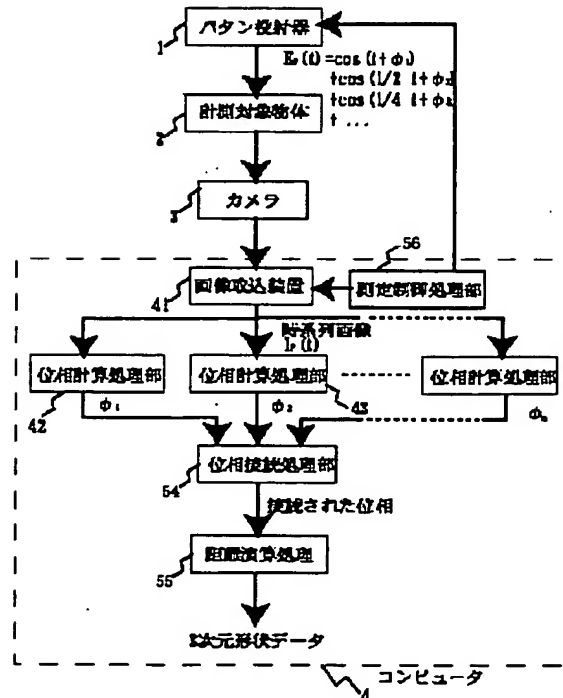 パタン投射器
1
E₀(t)=cos(t+φ₁)
+cos(1/2 t+φ₂)
+cos(1/4 t+φ₃)
+ ...
計測対象物体
2
カメラ
3
56
画像取込装置
測定制御処理部
41
時系列画像
I₀(t)
位相計算処理部
位相計算処理部
位相計算処理部
42
φ₁
φ₂
43
φₙ
位相接続処理部
54
接続された位相
距離演算処理
55
3次元形状データ
コンピュータ
4